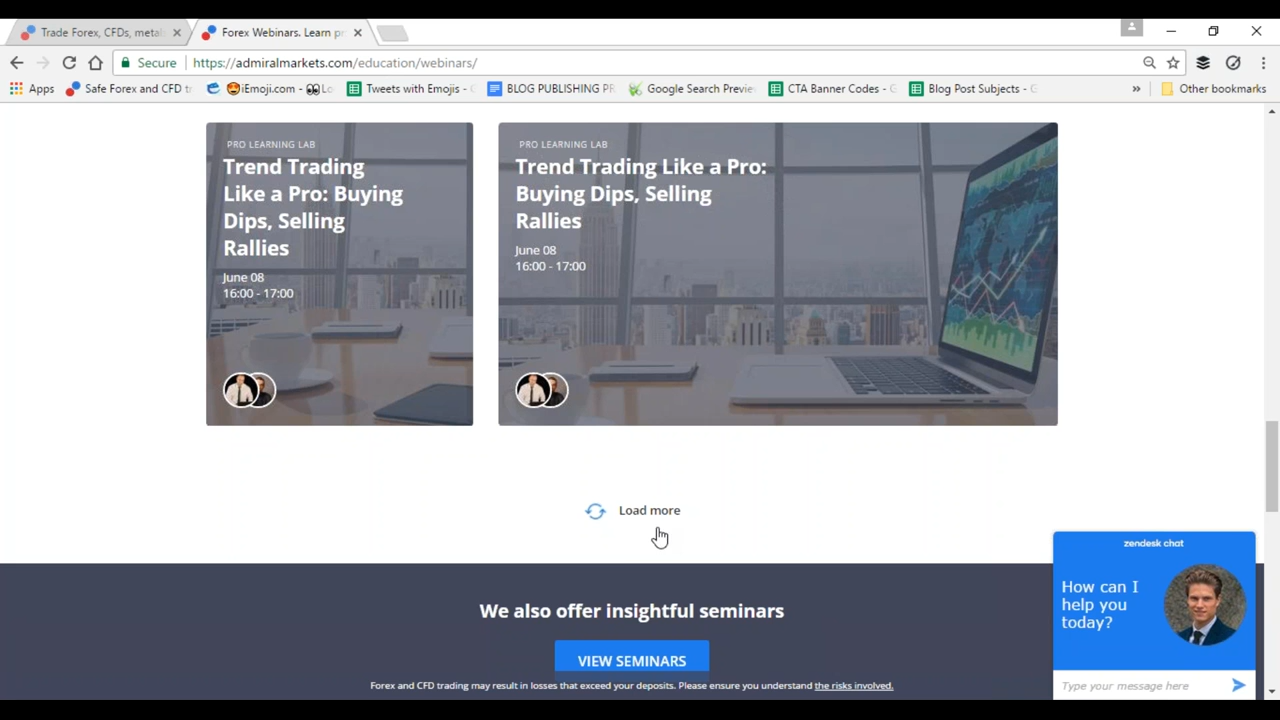 Trade Forex, CFDs, metal
Forex Webinars. Learn pr
Secure
https://admiralmarkets.com/education/webinars/
Apps
Safe Forex and CFD tr
iEmoji.com - 👀Lo
Tweets with Emojis - G
BLOG PUBLISHING PR
Google Search Preview
CTA Banner Codes - G
Blog Post Subjects - G
»
Other bookmarks
PRO LEARNING LAB
Trend Trading
Like a Pro: Buying
Dips, Selling
Rallies
June 08
16:00 - 17:00
PRO LEARNING LAB
Trend Trading Like a Pro:
Buying Dips, Selling
Rallies
June 08
16:00 - 17:00
Load more
We also offer insightful seminars
VIEW SEMINARS
Forex and CFD trading may result in losses that exceed your deposits. Please ensure you understand the risks involved.
zendesk chat
How can I
help you
today?
Type your message here